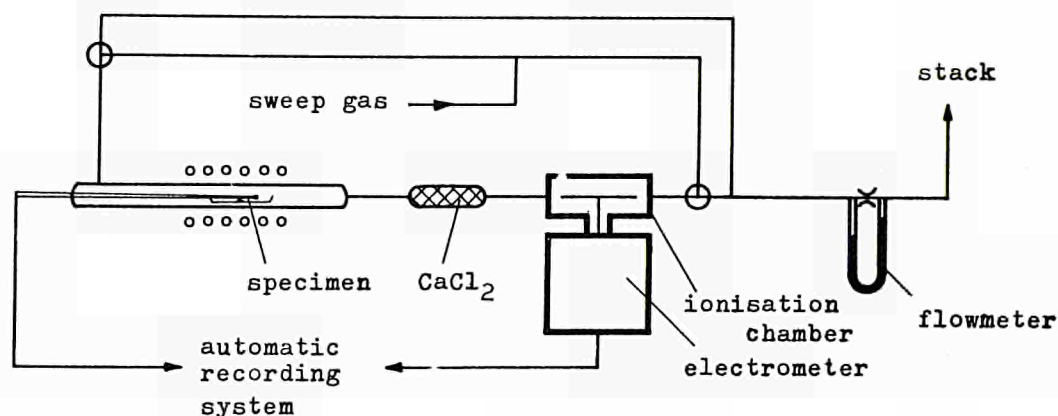 stack
sweep gas
specimen
CaCl2
ionisation
chamber
flowmeter
electrometer
automatic
recording
system